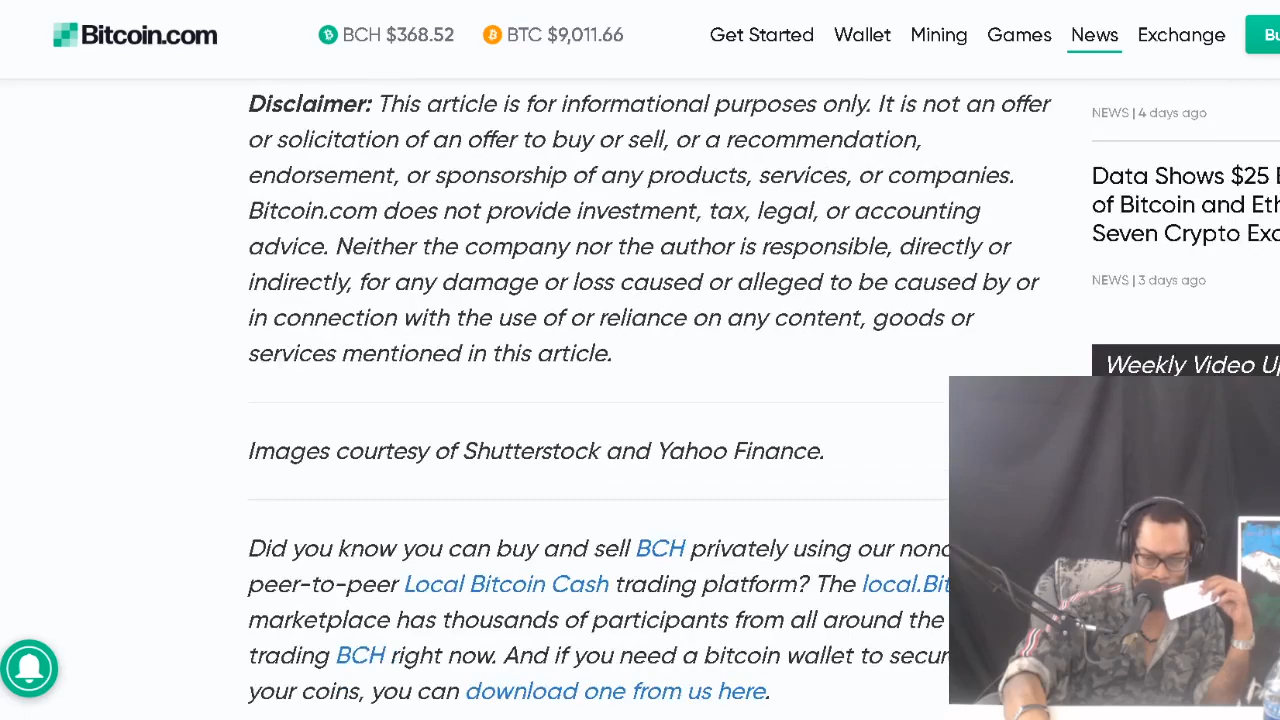 Bitcoin.com BCH $368.52 BTC $9,011.66 Get Started Wallet Mining Games News Exchange
Disclaimer: This article is for informational purposes only. It is not an offer
or solicitation of an offer to buy or sell, or a recommendation,
endorsement, or sponsorship of any products, services, or companies.
Bitcoin.com does not provide investment, tax, legal, or accounting
advice. Neither the company nor the author is responsible, directly or
indirectly, for any damage or loss caused or alleged to be caused by or
in connection with the use of or reliance on any content, goods or
services mentioned in this article.
Images courtesy of Shutterstock and Yahoo Finance.
Did you know you can buy and sell BCH privately using our
peer-to-peer Local Bitcoin Cash trading platform? The
marketplace has thousands of participants from all around the
trading BCH right now. And if you need a bitcoin wallet to
your coins, you can download one from us here.
NEWS | 4 days ago
Data Shows $25
of Bitcoin and
Seven Crypto
NEWS | 3 days ago
Weekly Video